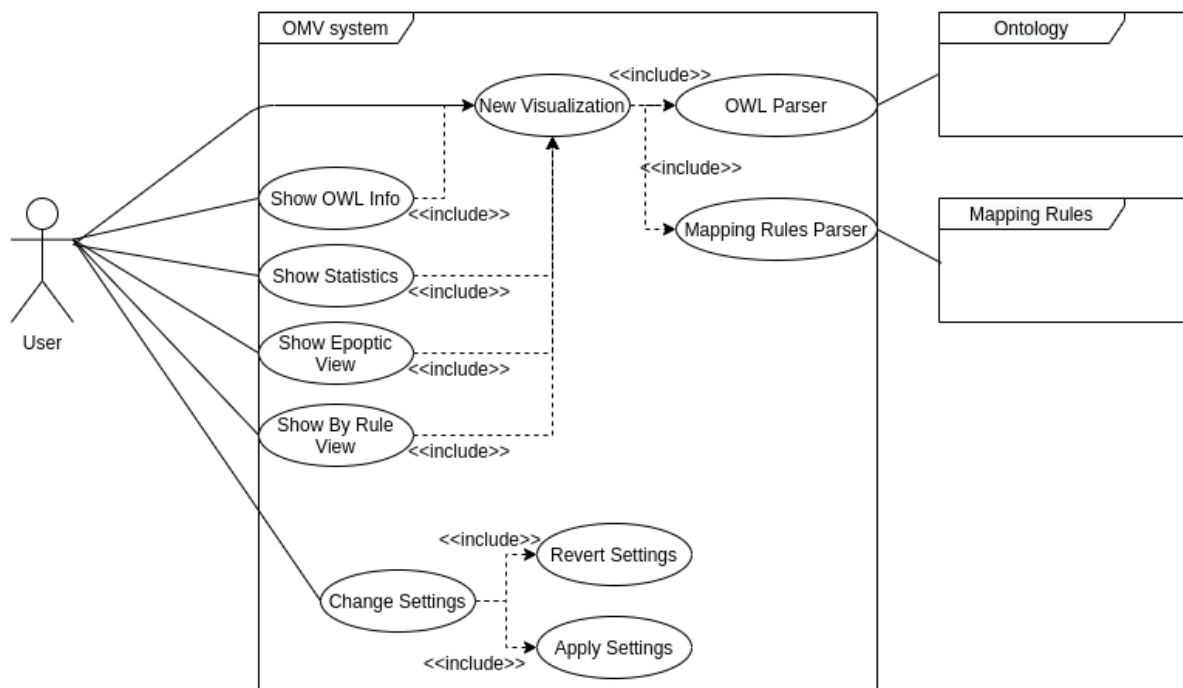 OMV system
Ontology
<<include>>
New Visualization
OWL Parser
<<include>>
Show OWL Info
<<include>>
Mapping Rules
Mapping Rules Parser
Show Statistics
<<include>>
User
Show Epoptic
View
<<include>>
Show By Rule
View
<<include>>
<<include>>
Revert Settings
Change Settings
Apply Settings
<<include>>